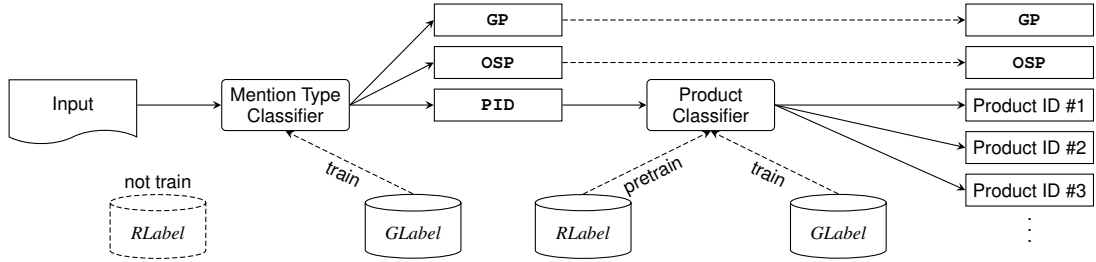 GP
GP
OSP
OSP
Input
Mention Type
Classifier
PID
Product
Classifier
Product ID #1
Product ID #2
Product ID #3
not train
train
pretrain
train
RLabel
GLabel
RLabel
GLabel